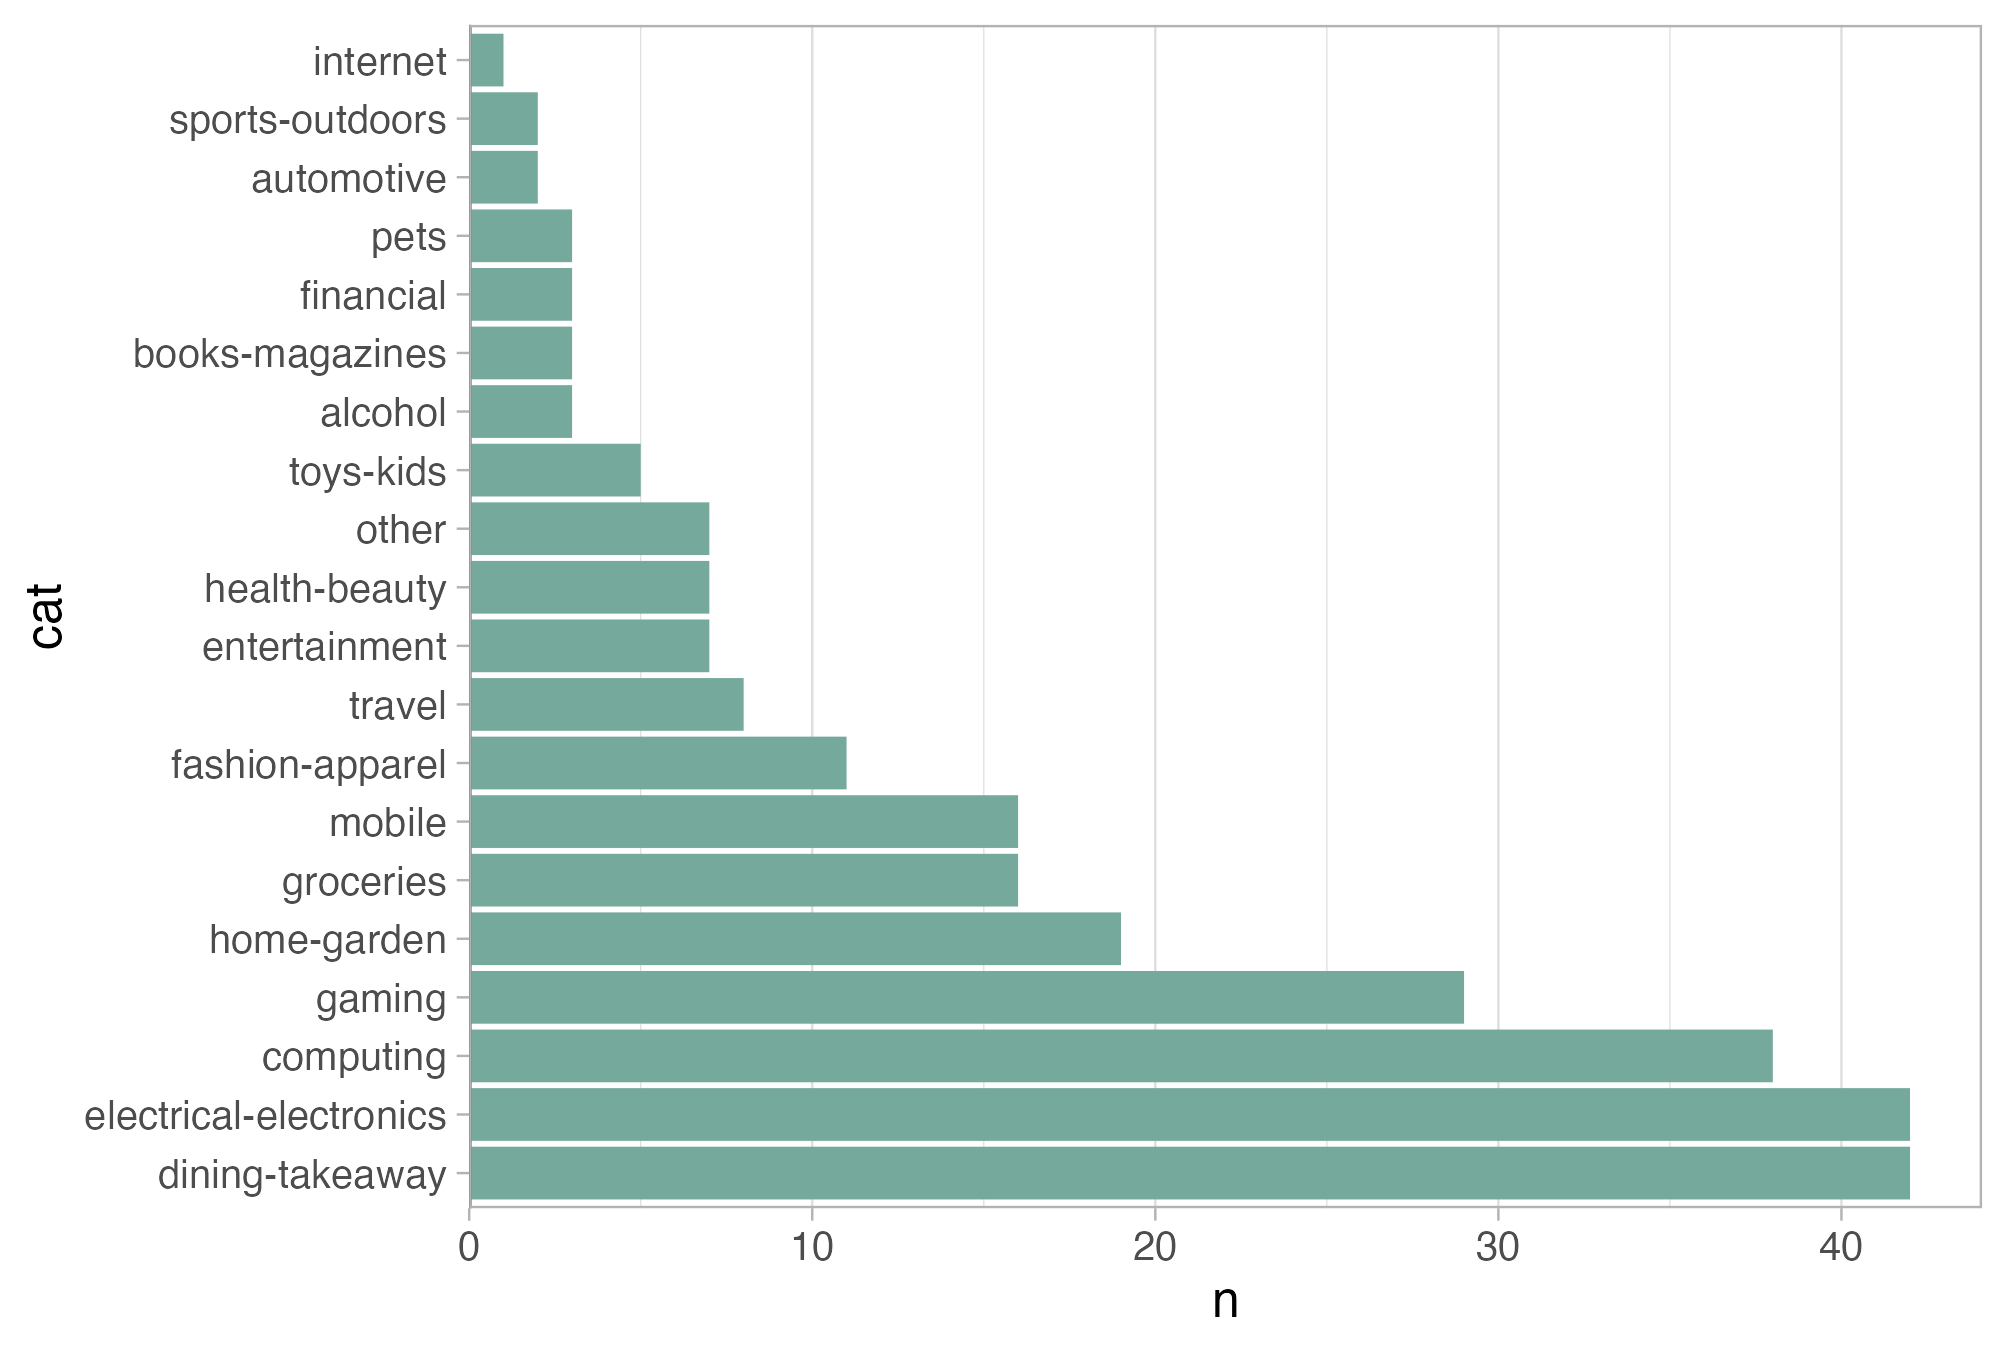 internet
sports-outdoors
automotive
pets
financial
books-magazines
alcohol
toys-kids
other
health-beauty
entertainment
travel
fashion-apparel
mobile
groceries
home-garden
gaming
computing
electrical-electronics
dining-takeaway
cat
0 10 20 30 40
n